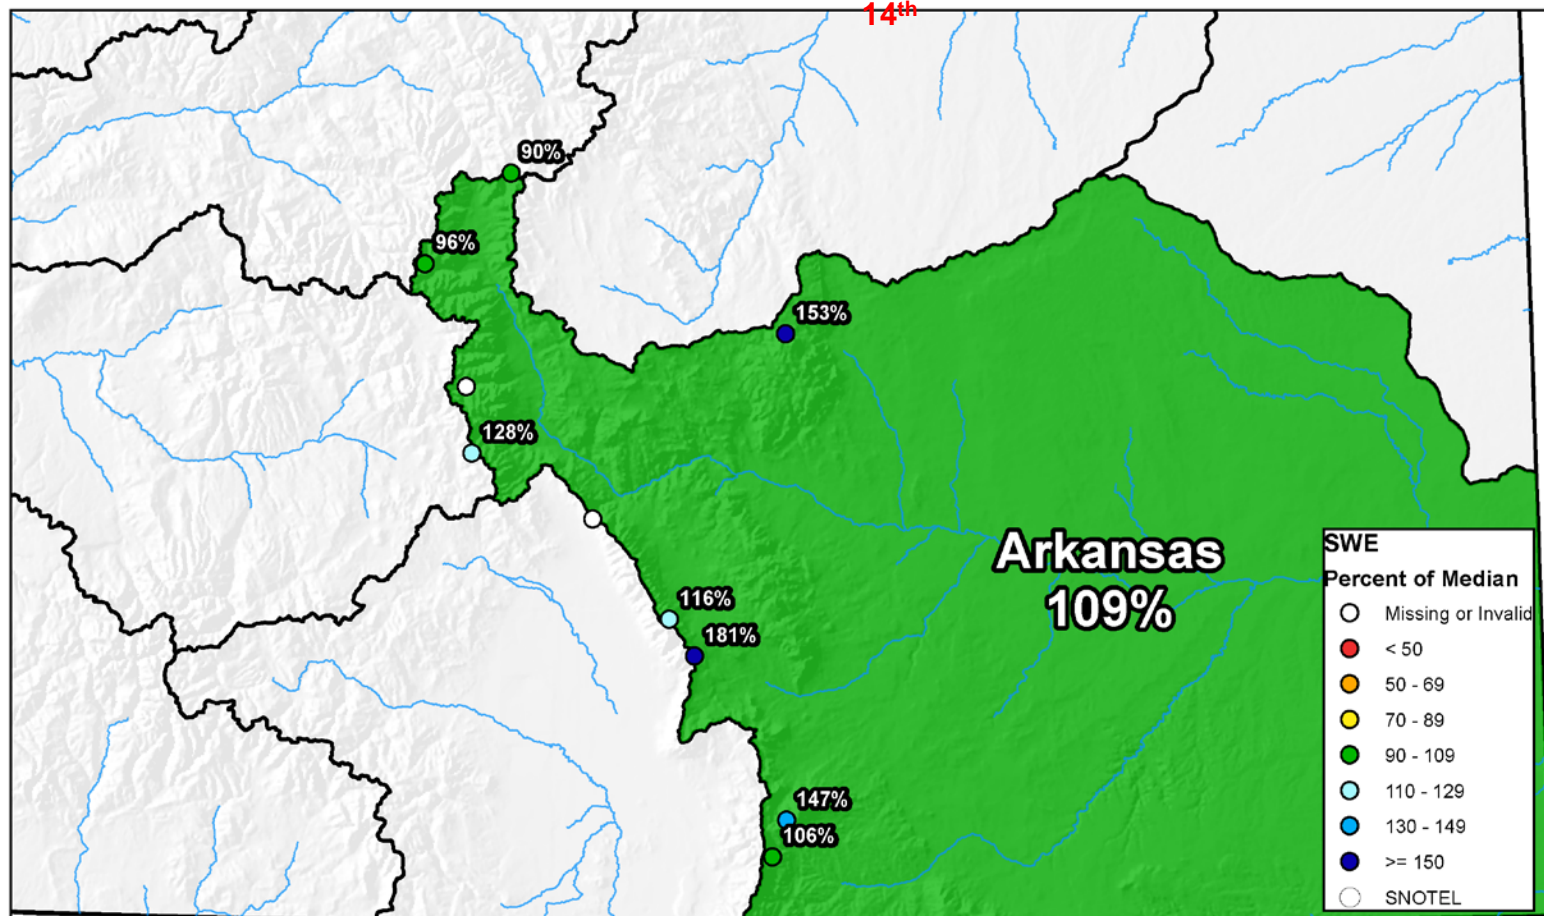 14th
90%
96%
153%
128%
116%
181%
Arkansas
109%
147%
106%
SWE
Percent of Median
Missing or Invalid
< 50
50 - 69
70 - 89
90 - 109
110 - 129
130 - 149
>= 150
SNOTEL